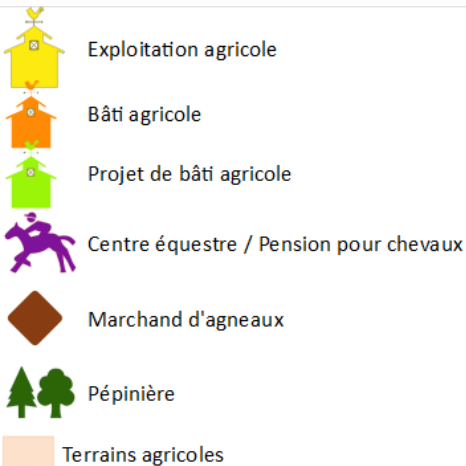 Exploitation agricole
Bâti agricole
Projet de bâti agricole
Centre équestre / Pension pour chevaux
Marchand d'agneaux
Pépinière
Terrains agricoles